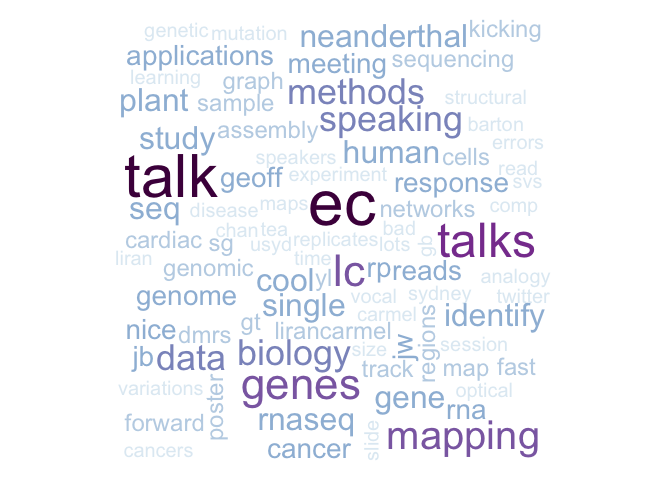 genetic mutation neanderthal kicking
applications meeting sequencing
learning graph methods structural
plant sample speaking barton
study assembly human cells errors
talk geoff speakers experiment response read svs
seq disease maps ec networks comp
cardiac sg chan tea usyd replicates bad lots gb talks
liran genomic cool yl lc time rp reads analogy
genome single vocal carmel sydney twitter
nice dmrs gt lirancarmel size jw regions identify session
jb data biology track map fast
variations poster genes gene rna optical
forward rnaseq slide mapping
cancers cancer